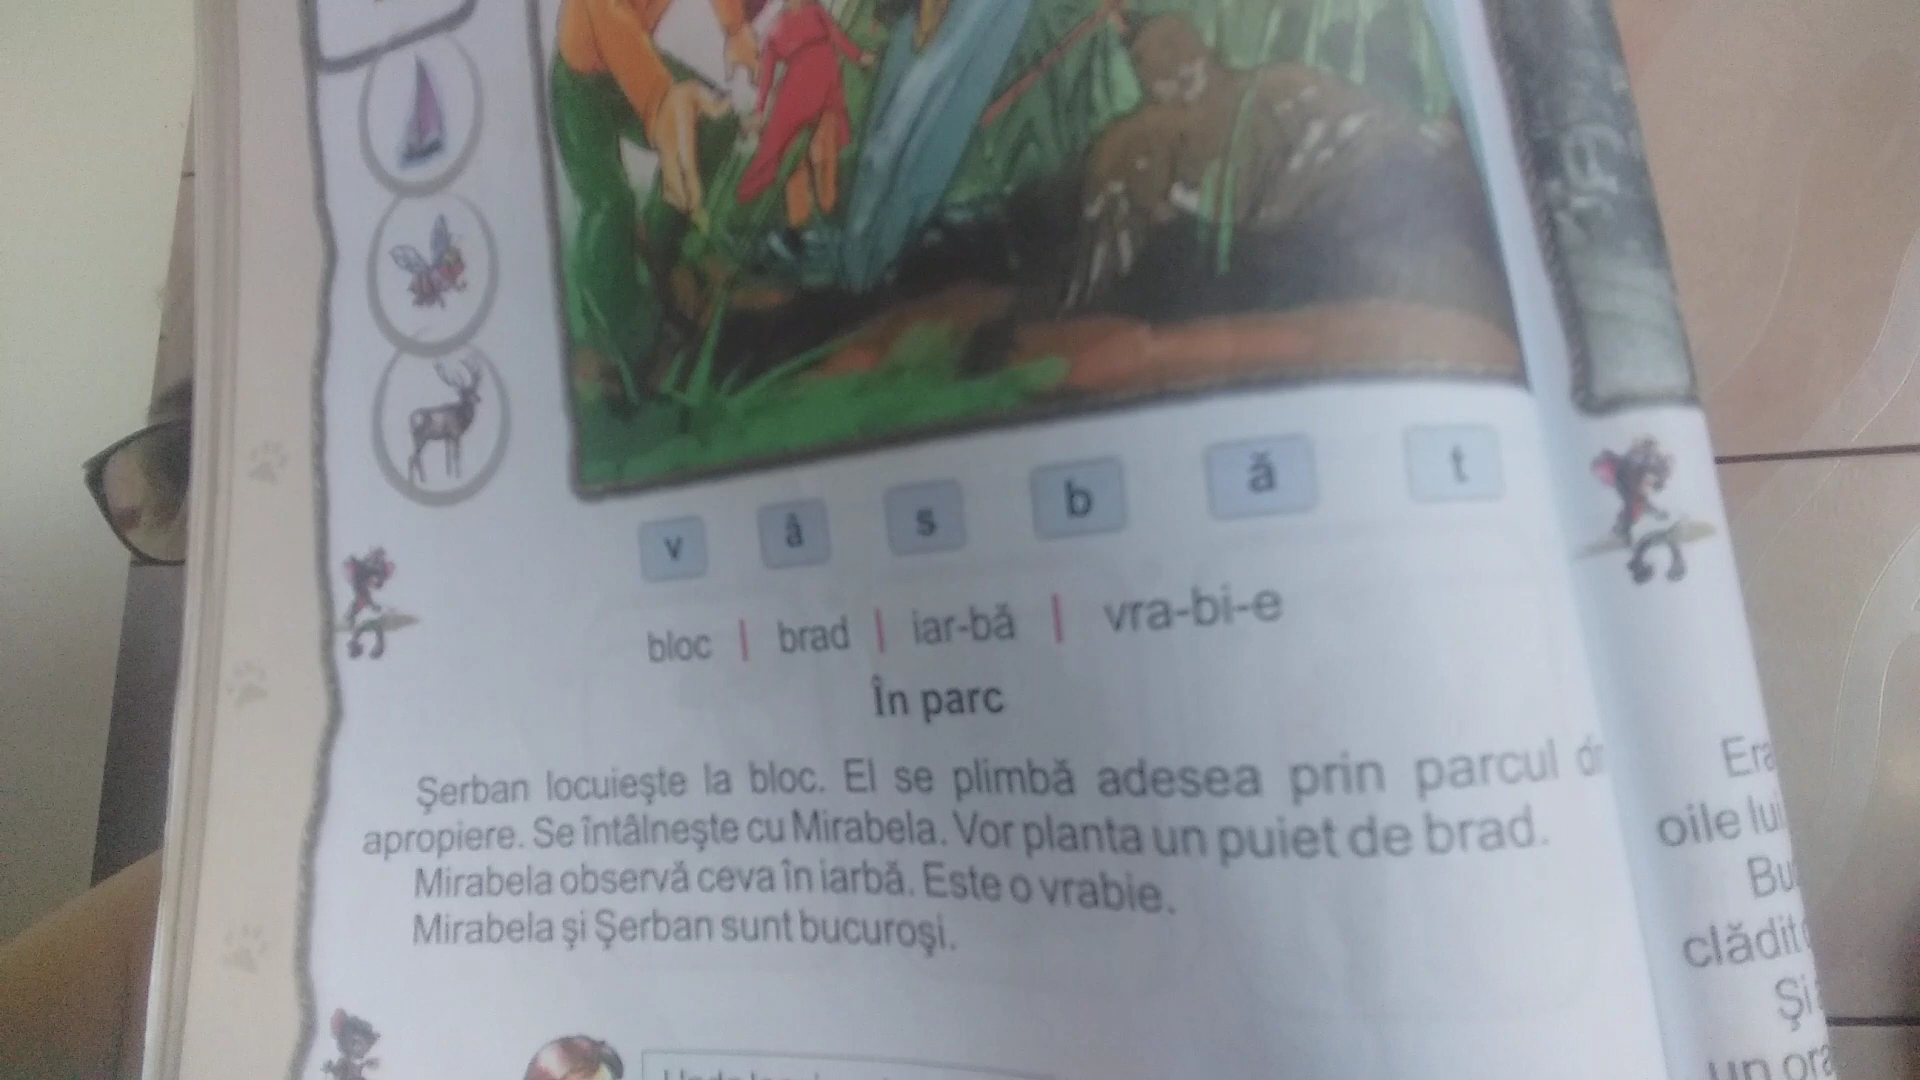 v â s b ă t
bloc | brad | iar-bă | vra-bi-e
În parc
Şerban locuieşte la bloc. El se plimbă adesea prin parcul
apropiere. Se întâlneşte cu Mirabela. Vor planta un puiet de brad.
Mirabela observă ceva în iarbă. Este o vrabie.
Mirabela şi Şerban sunt bucuroşi.
oile
un